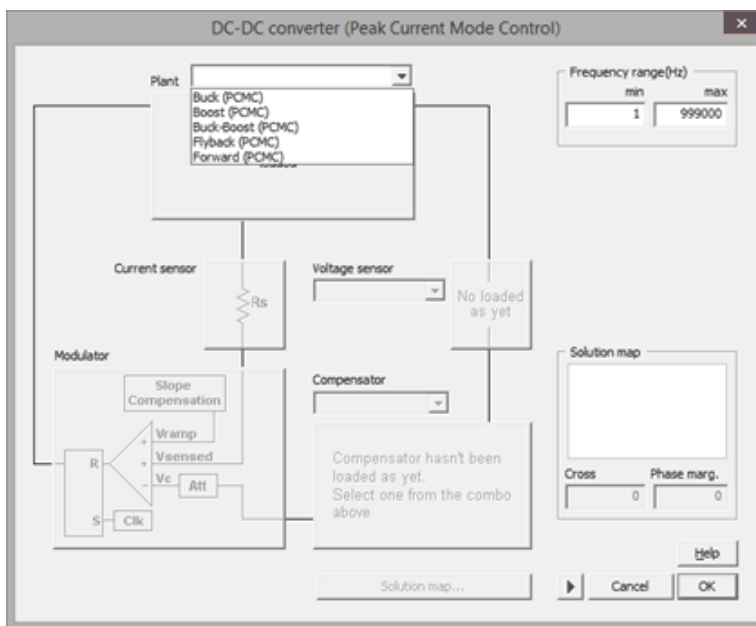 DC-DC converter (Peak Current Mode Control)
Plant
Buck (PCMC)
Boost (PCMC)
Buck-Boost (PCMC)
Flyback (PCMC)
Forward (PCMC)
Frequency range(Hz)
min max
1 999000
Current sensor
Rs
Voltage sensor
No loaded
as yet
Modulator
Slope
Compensation
Vramp
Vsensed
Vc
R
S
Att
Clk
Compensator
Compensator hasn't been
loaded as yet.
Select one from the combo
above
Solution map
Cross Phase marg.
0 0
Help
Solution map...
Cancel
OK